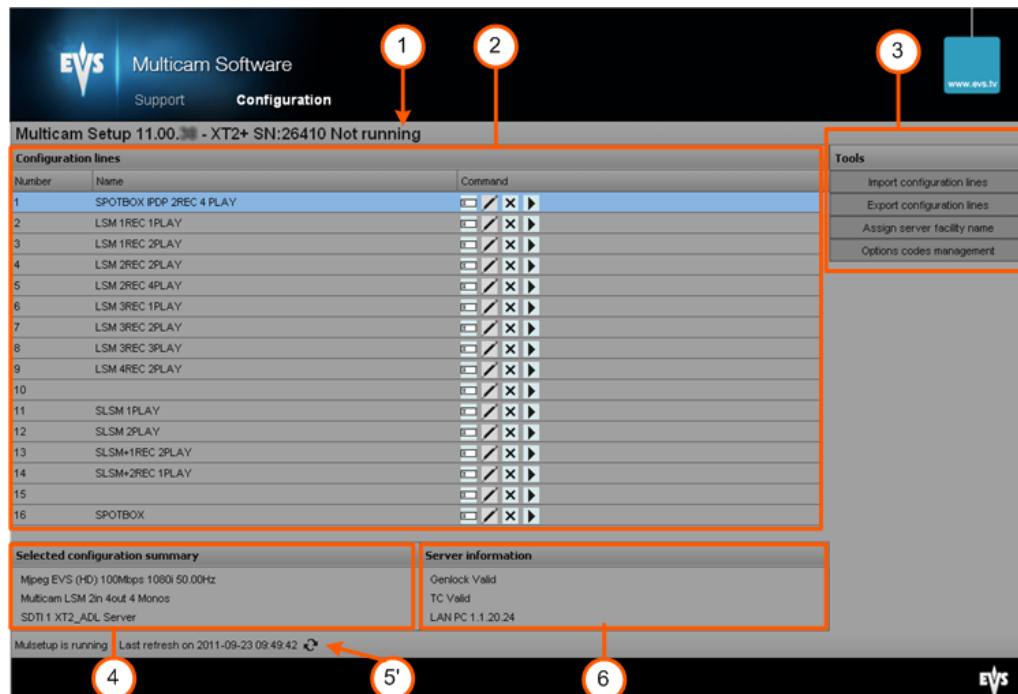 EVS
Multicam Software
Support Configuration
www.evs.tv
1
2
3
Multicam Setup 11.00. - XT2+ SN:26410 Not running
Configuration lines
Number Name Command
1 SPOTBOX IPDP 2REC 4 PLAY
2 LSM 1REC 1PLAY
3 LSM 1REC 2PLAY
4 LSM 2REC 2PLAY
5 LSM 2REC 4PLAY
6 LSM 3REC 1PLAY
7 LSM 3REC 2PLAY
8 LSM 3REC 3PLAY
9 LSM 4REC 2PLAY
10
11 SLSM 1PLAY
12 SLSM 2PLAY
13 SLSM+1REC 2PLAY
14 SLSM+2REC 1PLAY
15
16 SPOTBOX
Tools
Import configuration lines
Export configuration lines
Assign server facility name
Options codes management
Selected configuration summary
Mjpeg EVS (HD) 100Mbps 1080i 50.00Hz
Multicam LSM 2in 4out 4 Monos
SDTI 1 XT2_ADL Server
Server information
Genlock Valid
TC Valid
LAN PC 1.1.20.24
Mulsetup is running Last refresh on 2011-09-23 09:49:42
4
5'
6
EVS